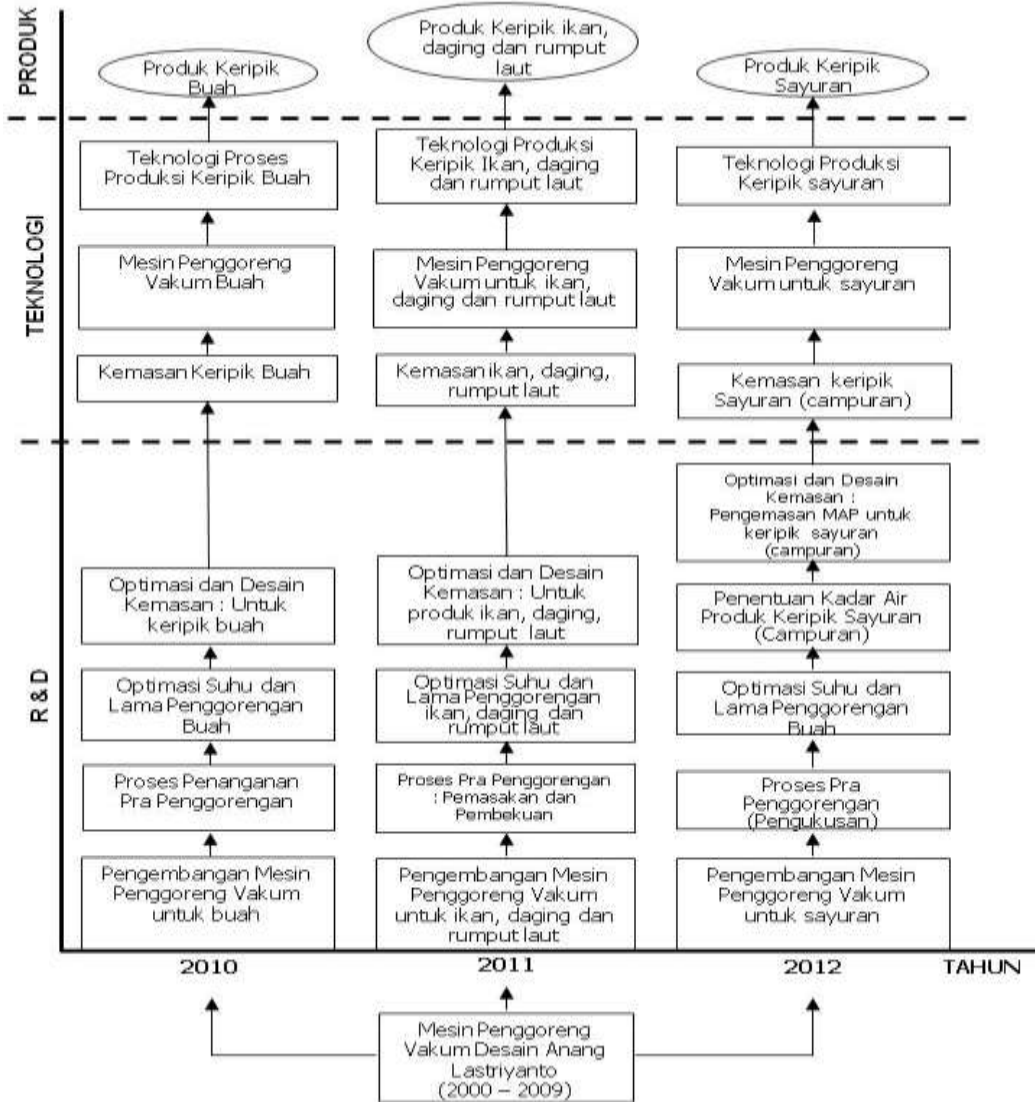 PRODUK
Produk Keripik
Buah
Produk Keripik ikan,
daging dan rumput
laut
Produk Keripik
Sayuran
TEKNOLOGI
Teknologi Proses
Produksi Keripik Buah
Teknologi Produksi
Keripik Ikan, daging
dan rumput laut
Teknologi Produksi
Keripik sayuran
Mesin Penggoreng
Vakum Buah
Mesin Penggoreng
Vakum untuk ikan,
daging dan rumput laut
Mesin Penggoreng
Vakum untuk sayuran
Kemasan Keripik Buah
Kemasan ikan, daging,
rumput laut
Kemasan keripik
Sayuran (campuran)
R & D
Optimasi dan Desain
Kemasan :
Pengemasan MAP untuk
keripik sayuran
(campuran)
Optimasi dan Desain
Kemasan : Untuk
keripik buah
Optimasi dan Desain
Kemasan : Untuk
produk ikan, daging,
rumput laut
Penentuan Kadar Air
Produk Keripik Sayuran
(Campuran)
Optimasi Suhu dan
Lama Penggorengan
Buah
Optimasi Suhu dan
Lama Penggorengan
ikan, daging dan
rumput laut
Optimasi Suhu dan
Lama Penggorengan
Buah
Proses Penanganan
Pra Penggorengan
Proses Pra Penggorengan
: Pemasakan dan
Pembekuan
Proses Pra
Penggorengan
(Pengukusan)
Pengembangan Mesin
Penggoreng Vakum
untuk buah
Pengembangan Mesin
Penggoreng Vakum
untuk ikan, daging dan
rumput laut
Pengembangan Mesin
Penggoreng Vakum
untuk sayuran
2010
2011
2012
TAHUN
Mesin Penggoreng
Vakum Desain Anang
Lastriyanto
(2000 – 2009)